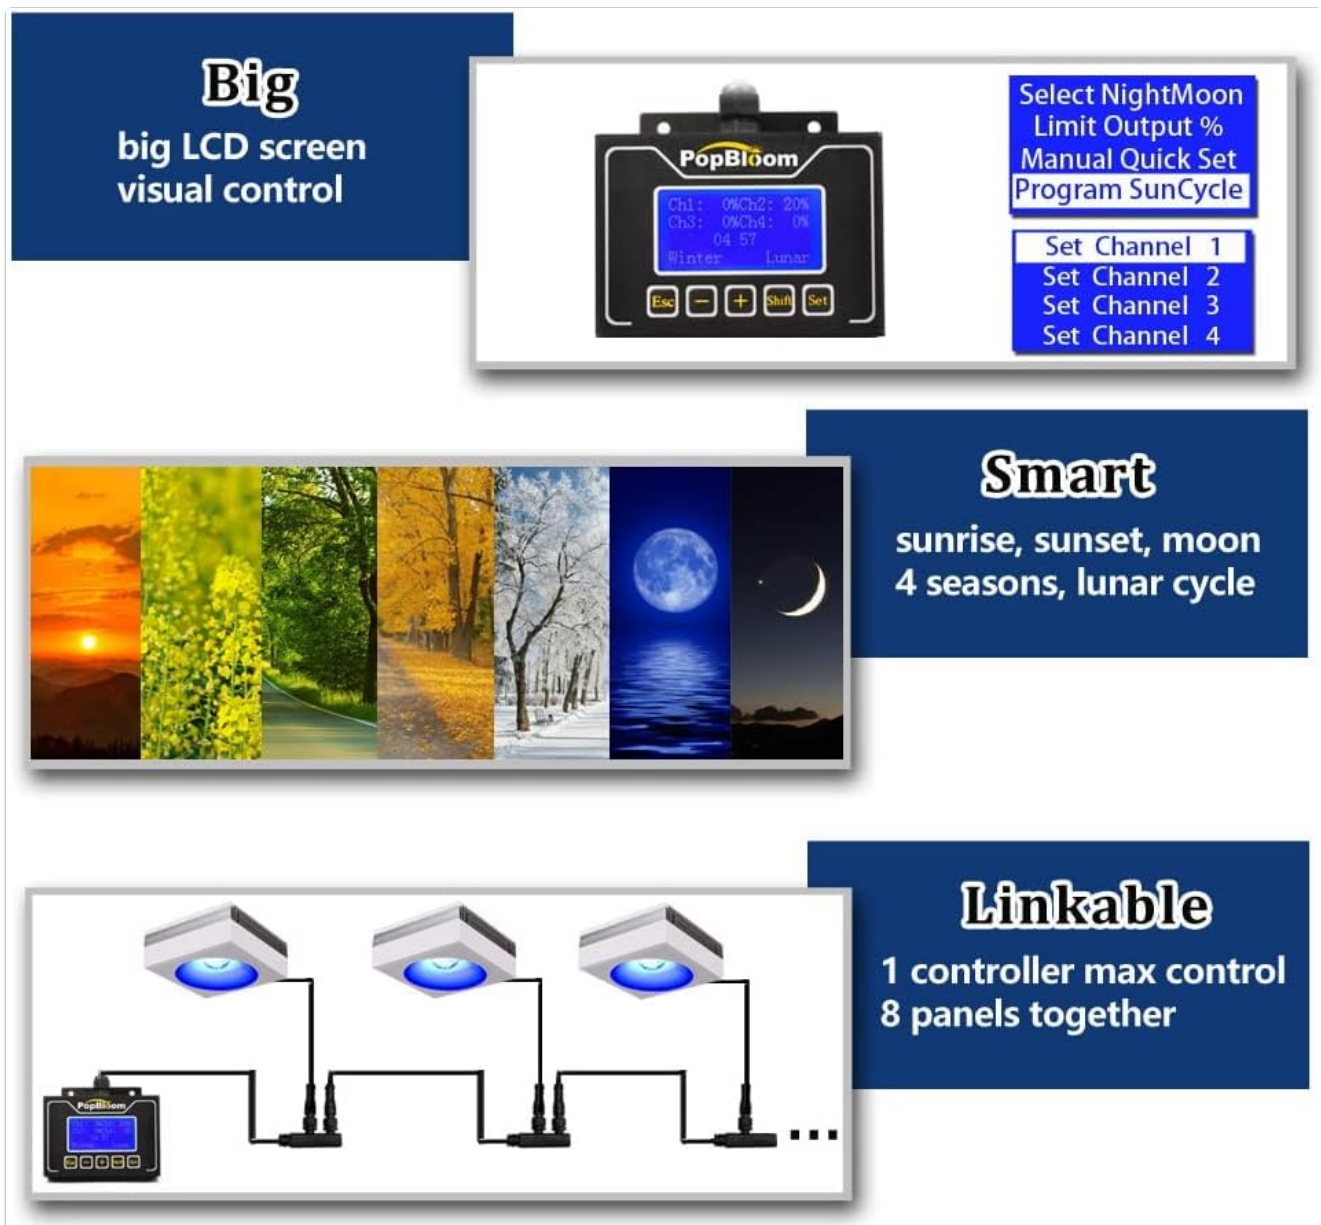 Big
big LCD screen
visual control
PopBloom
Ch1: 0%Ch2: 20%
Ch3: 0%Ch4: 0%
04 57
Winter Lunar
Esc − + Shift Set
Select NightMoon
Limit Output %
Manual Quick Set
Program SunCycle
Set Channel 1
Set Channel 2
Set Channel 3
Set Channel 4
Smart
sunrise, sunset, moon
4 seasons, lunar cycle
Linkable
1 controller max control
8 panels together
PopBloom